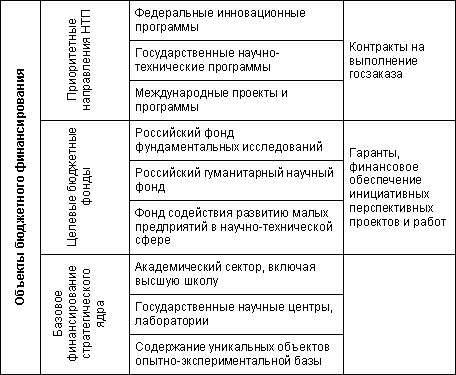 Объекты бюджетного финансирования
Приоритетные
направления НТП
Федеральные инновационные
программы
Государственные научно-
технические программы
Международные проекты и
программы
Контракты на
выполнение
госзаказа
Целевые бюджетные
фонды
Российский фонд
фундаментальных исследований
Российский гуманитарный научный
фонд
Фонд содействия развитию малых
предприятий в научно-технической
сфере
Гаранты,
финансовое
обеспечение
инициативных
перспективных
проектов и работ
Базовое
финансирование
стратегического
ядра
Академический сектор, включая
высшую школу
Государственные научные центры,
лаборатории
Содержание уникальных объектов
опытно-экспериментальной базы